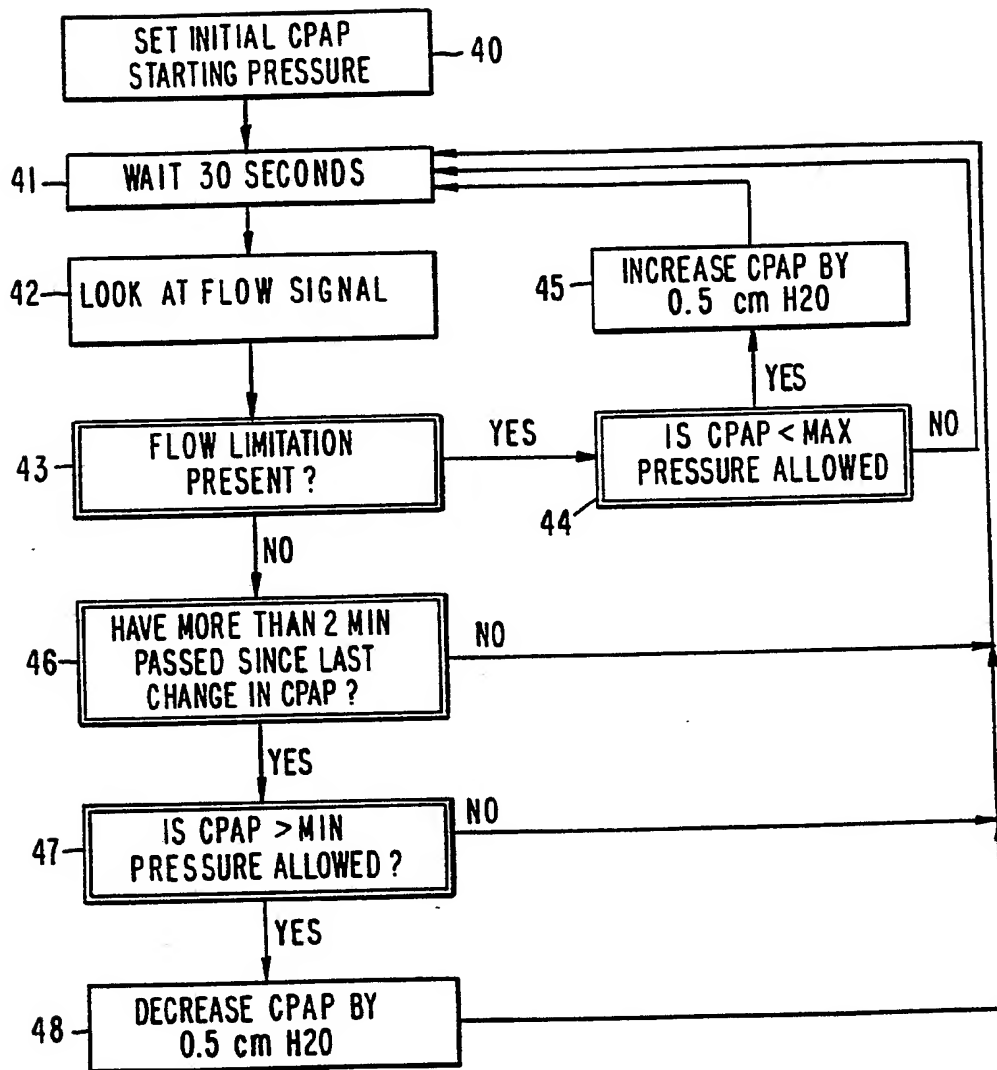 SET INITIAL CPAP
STARTING PRESSURE
40
41
WAIT 30 SECONDS
42
LOOK AT FLOW SIGNAL
45
INCREASE CPAP BY
0.5 cm H20
YES
43
FLOW LIMITATION
PRESENT ?
YES
IS CPAP < MAX
PRESSURE ALLOWED
NO
44
NO
46
HAVE MORE THAN 2 MIN
PASSED SINCE LAST
CHANGE IN CPAP ?
NO
YES
47
IS CPAP > MIN
PRESSURE ALLOWED ?
NO
YES
48
DECREASE CPAP BY
0.5 cm H20